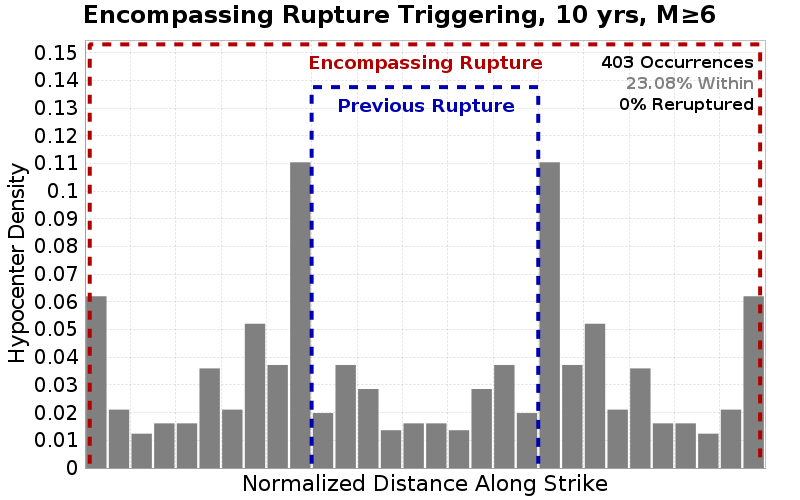 Encompassing Rupture Triggering, 10 yrs, M≥6
0.15
0.14
0.13
0.12
0.11
0.1
0.09
0.08
0.07
0.06
0.05
0.04
0.03
0.02
0.01
0
Hypocenter Density
Encompassing Rupture
Previous Rupture
403 Occurrences
23.08% Within
0% Reruptured
Normalized Distance Along Strike